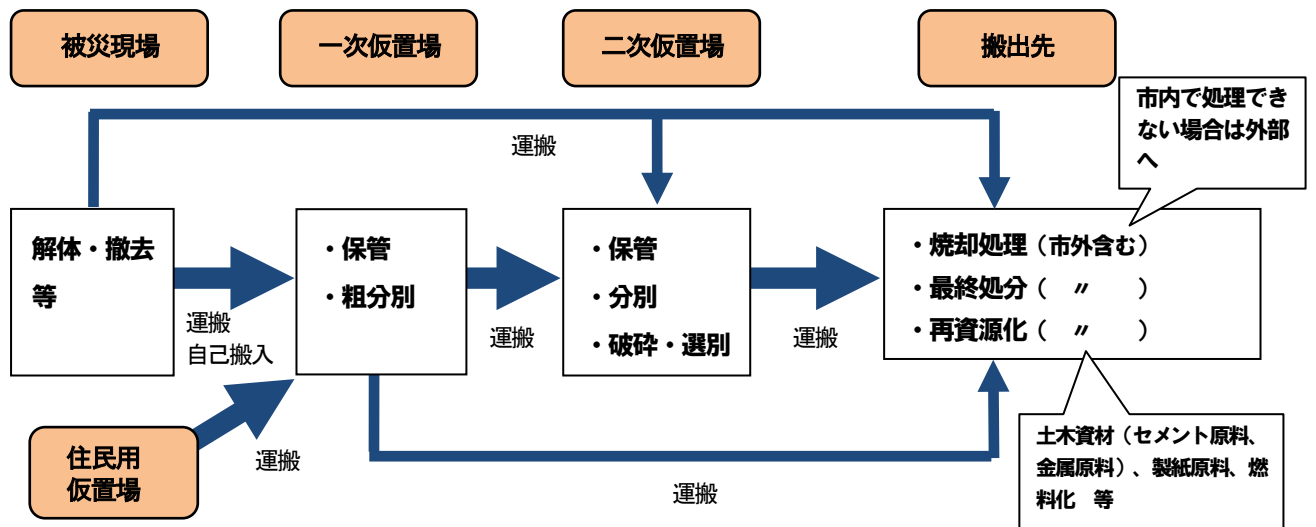 被災現場
一次仮置場
二次仮置場
搬出先
市内で処理でき
ない場合は外部
へ
運搬
解体・撤去
等
・保管
・粗分別
・保管
・分別
・破砕・選別
・焼却処理（市外含む）
・最終処分（　〃　　）
・再資源化（　〃　　）
運搬
自己搬入
運搬
運搬
住民用
仮置場
運搬
運搬
土木資材（セメント原料、
金属原料）、製紙原料、燃
料化　等